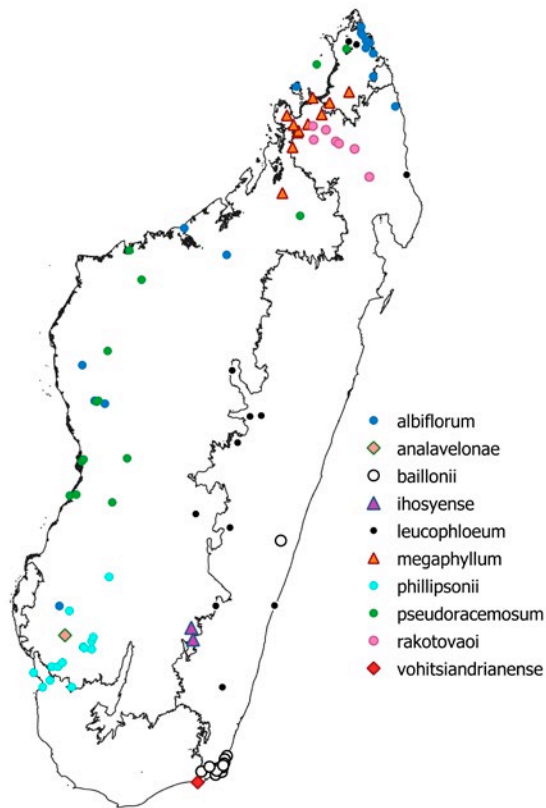 albiflorum
analavelonae
baillonii
ihosyense
leucophloeum
megaphyllum
phillipsonii
pseudoracemosum
rakotovaoi
vohitsiandrianense